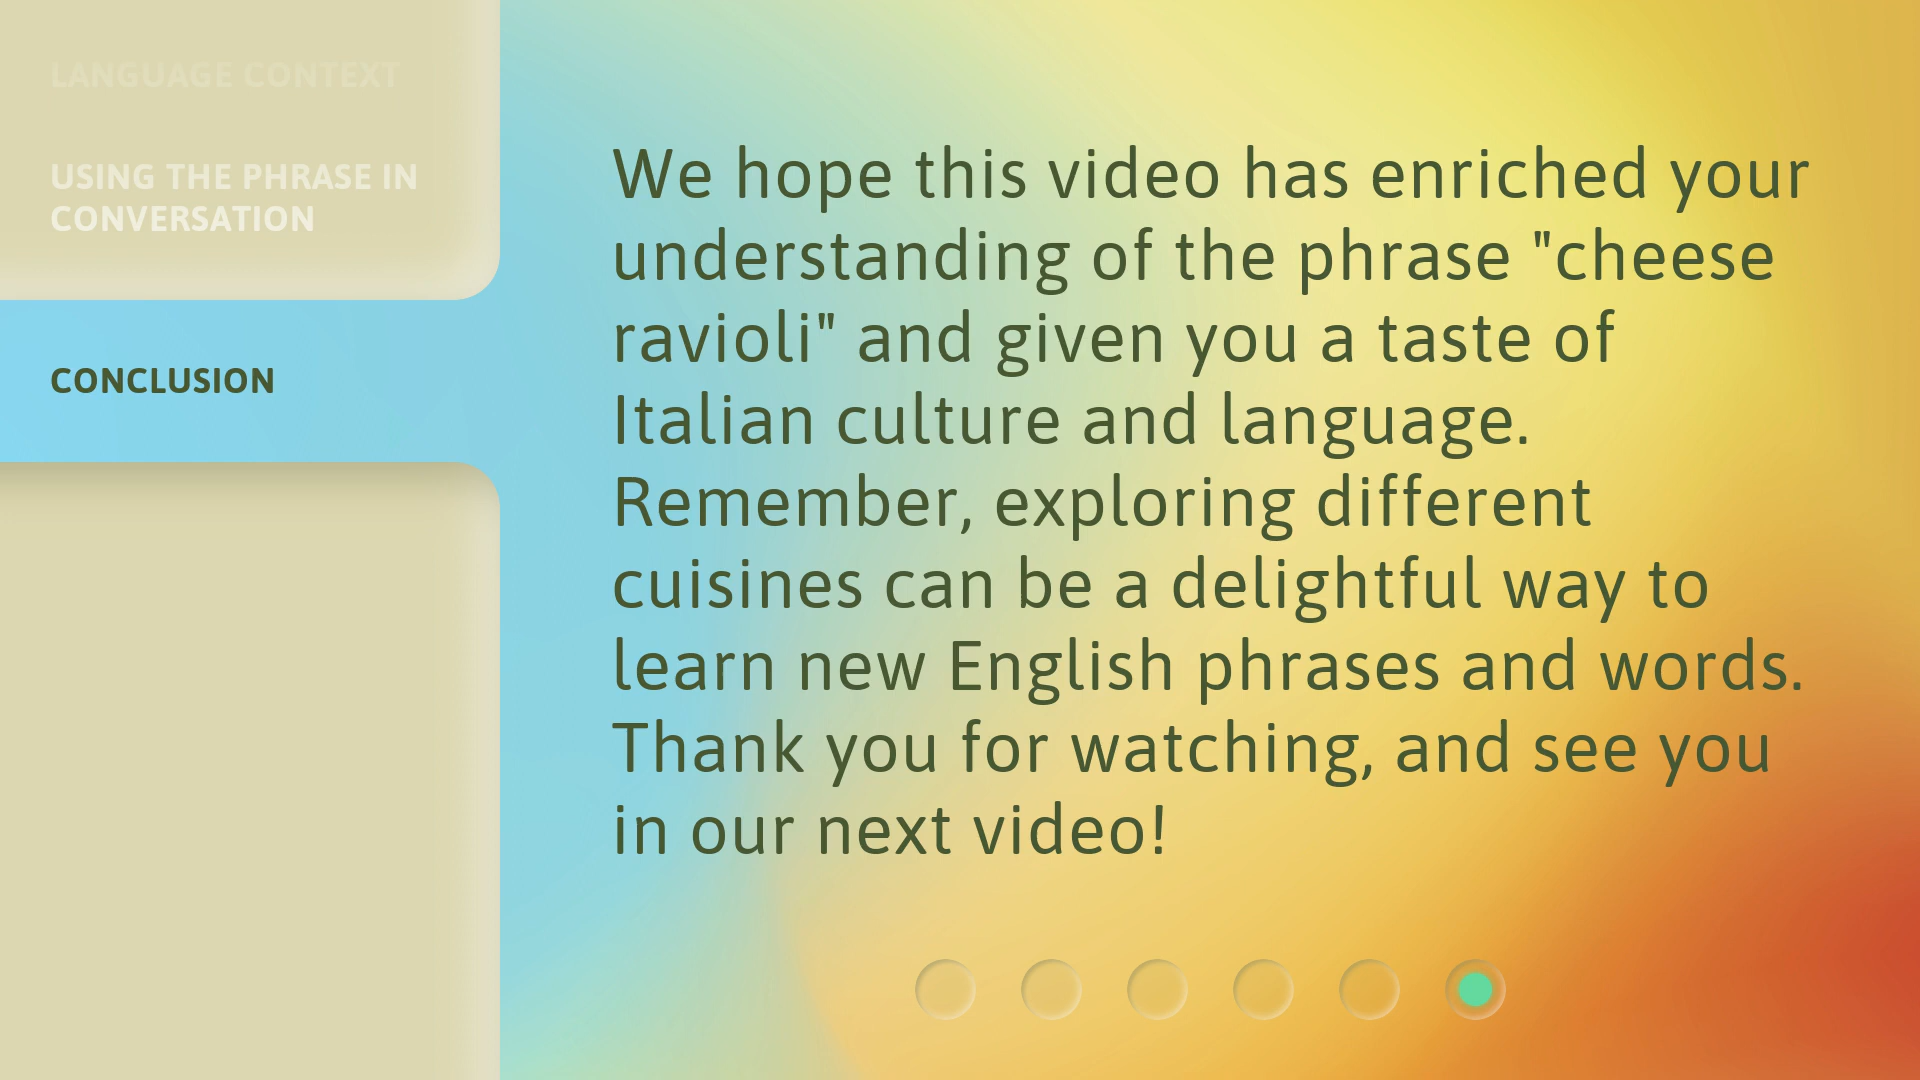 LANGUAGE CONTEXT
USING THE PHRASE IN
CONVERSATION
CONCLUSION
We hope this video has enriched your
understanding of the phrase "cheese
ravioli" and given you a taste of
Italian culture and language.
Remember, exploring different
cuisines can be a delightful way to
learn new English phrases and words.
Thank you for watching, and see you
in our next video!